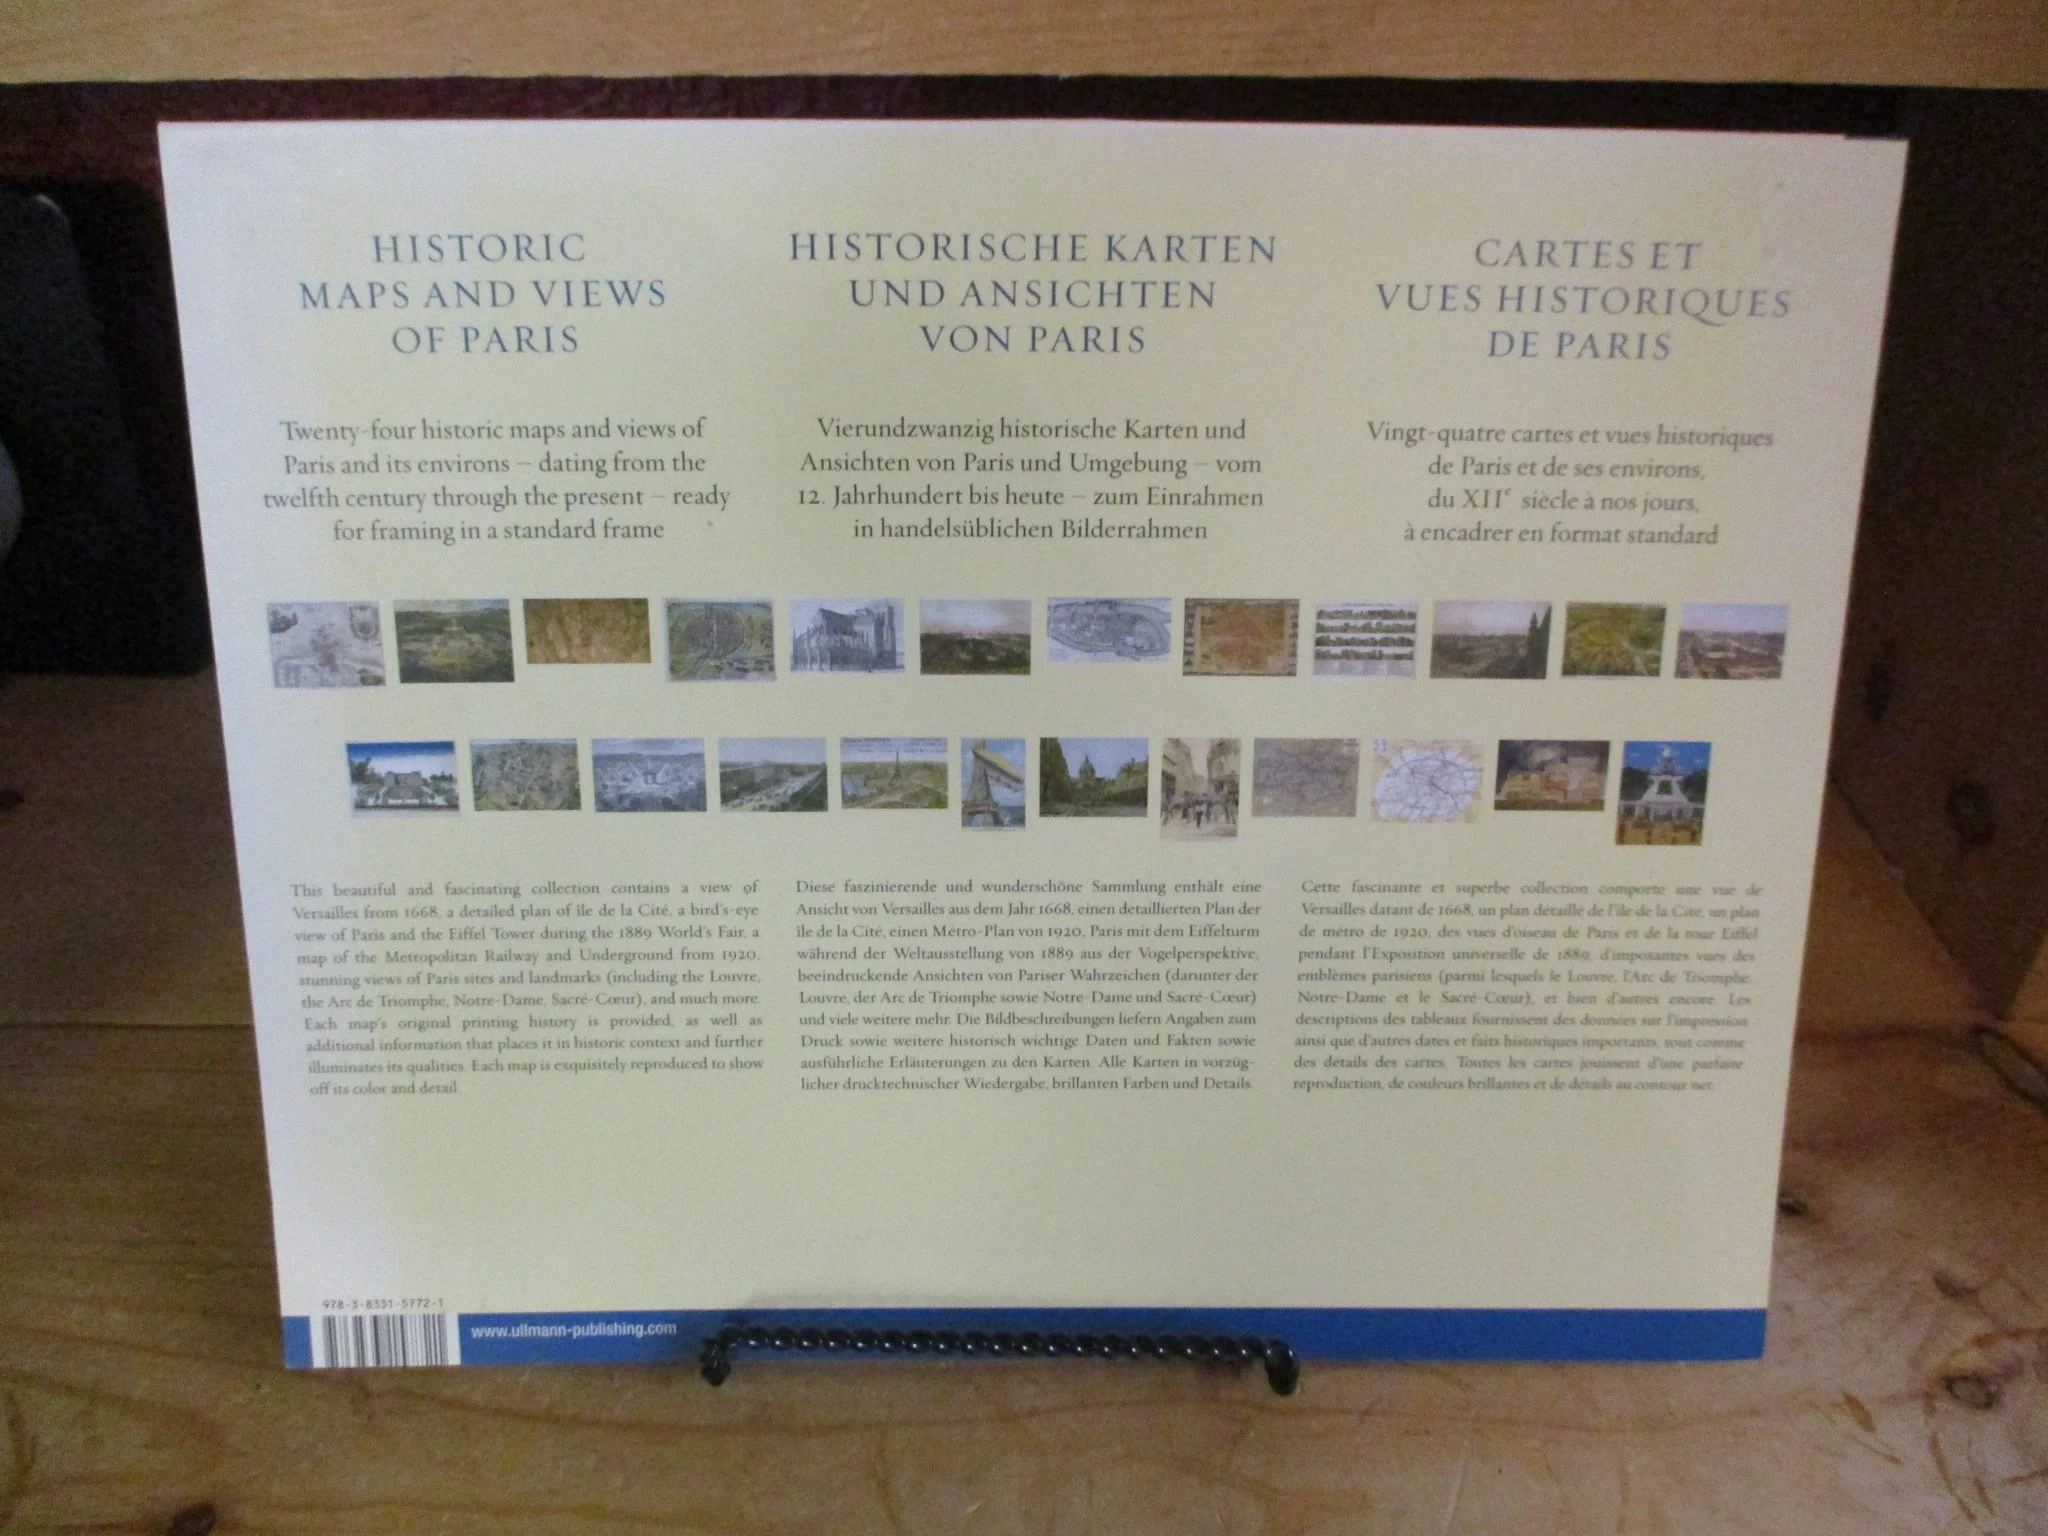 HISTORIC
MAPS AND VIEWS
OF PARIS
Twenty-four historic maps and views of
Paris and its environs – dating from the
twelfth century through the present – ready
for framing in a standard frame
HISTORISCHE KARTEN
UND ANSICHTEN
VON PARIS
Vierundzwanzig historische Karten und
Ansichten von Paris und Umgebung – vom
12. Jahrhundert bis heute – zum Einrahmen
in handelsüblichen Bilderrahmen
CARTES ET
VUES HISTORIQUES
DE PARIS
Vingt-quatre cartes et vues historiques
de Paris et de ses environs,
du XIIe siècle à nos jours,
à encadrer en format standard
This beautiful and fascinating collection contains a view of
Versailles from 1668, a detailed plan of île de la Cité, a bird's-eye
view of Paris and the Eiffel Tower during the 1889 World's Fair, a
map of the Metropolitan Railway and Underground from 1920,
stunning views of Paris sites and landmarks (including the Louvre,
the Arc de Triomphe, Notre-Dame, Sacré-Cœur), and much more.
Each map's original printing history is provided, as well as
additional information that places it in historic context and further
illuminates its qualities. Each map is exquisitely reproduced to show
off its color and detail.
Diese faszinierende und wunderschöne Sammlung enthält eine
Ansicht von Versailles aus dem Jahr 1668, einen detaillierten Plan der
île de la Cité, einen Métro-Plan von 1920, Paris mit dem Eiffelturm
während der Weltausstellung von 1889 aus der Vogelperspektive,
beeindruckende Ansichten von Pariser Wahrzeichen (darunter der
Louvre, der Arc de Triomphe sowie Notre-Dame und Sacré-Cœur)
und viele weitere mehr. Die Bildbeschreibungen liefern Angaben zum
Druck sowie weitere historisch wichtige Daten und Fakten sowie
ausführliche Erläuterungen zu den Karten. Alle Karten in vorzüg-
licher drucktechnischer Wiedergabe, brillanten Farben und Details.
Cette fascinante et superbe collection comporte une vue de
Versailles datant de 1668, un plan détaillé de l'île de la Cité, un plan
de métro de 1920, des vues d'oiseau de Paris et de la tour Eiffel
pendant l'Exposition universelle de 1889, d'imposantes vues des
emblèmes parisiens (parmi lesquels le Louvre, l'Arc de Triomphe,
Notre-Dame et le Sacré-Cœur), et bien d'autres encore. Les
descriptions des tableaux fournissent des données sur l'impression
ainsi que d'autres dates et faits historiques importants, tout comme
des détails des cartes. Toutes les cartes jouissent d'une parfaite
reproduction, de couleurs brillantes et de détails au contour net.
978-3-8331-5772-1
www.ullmann-publishing.com